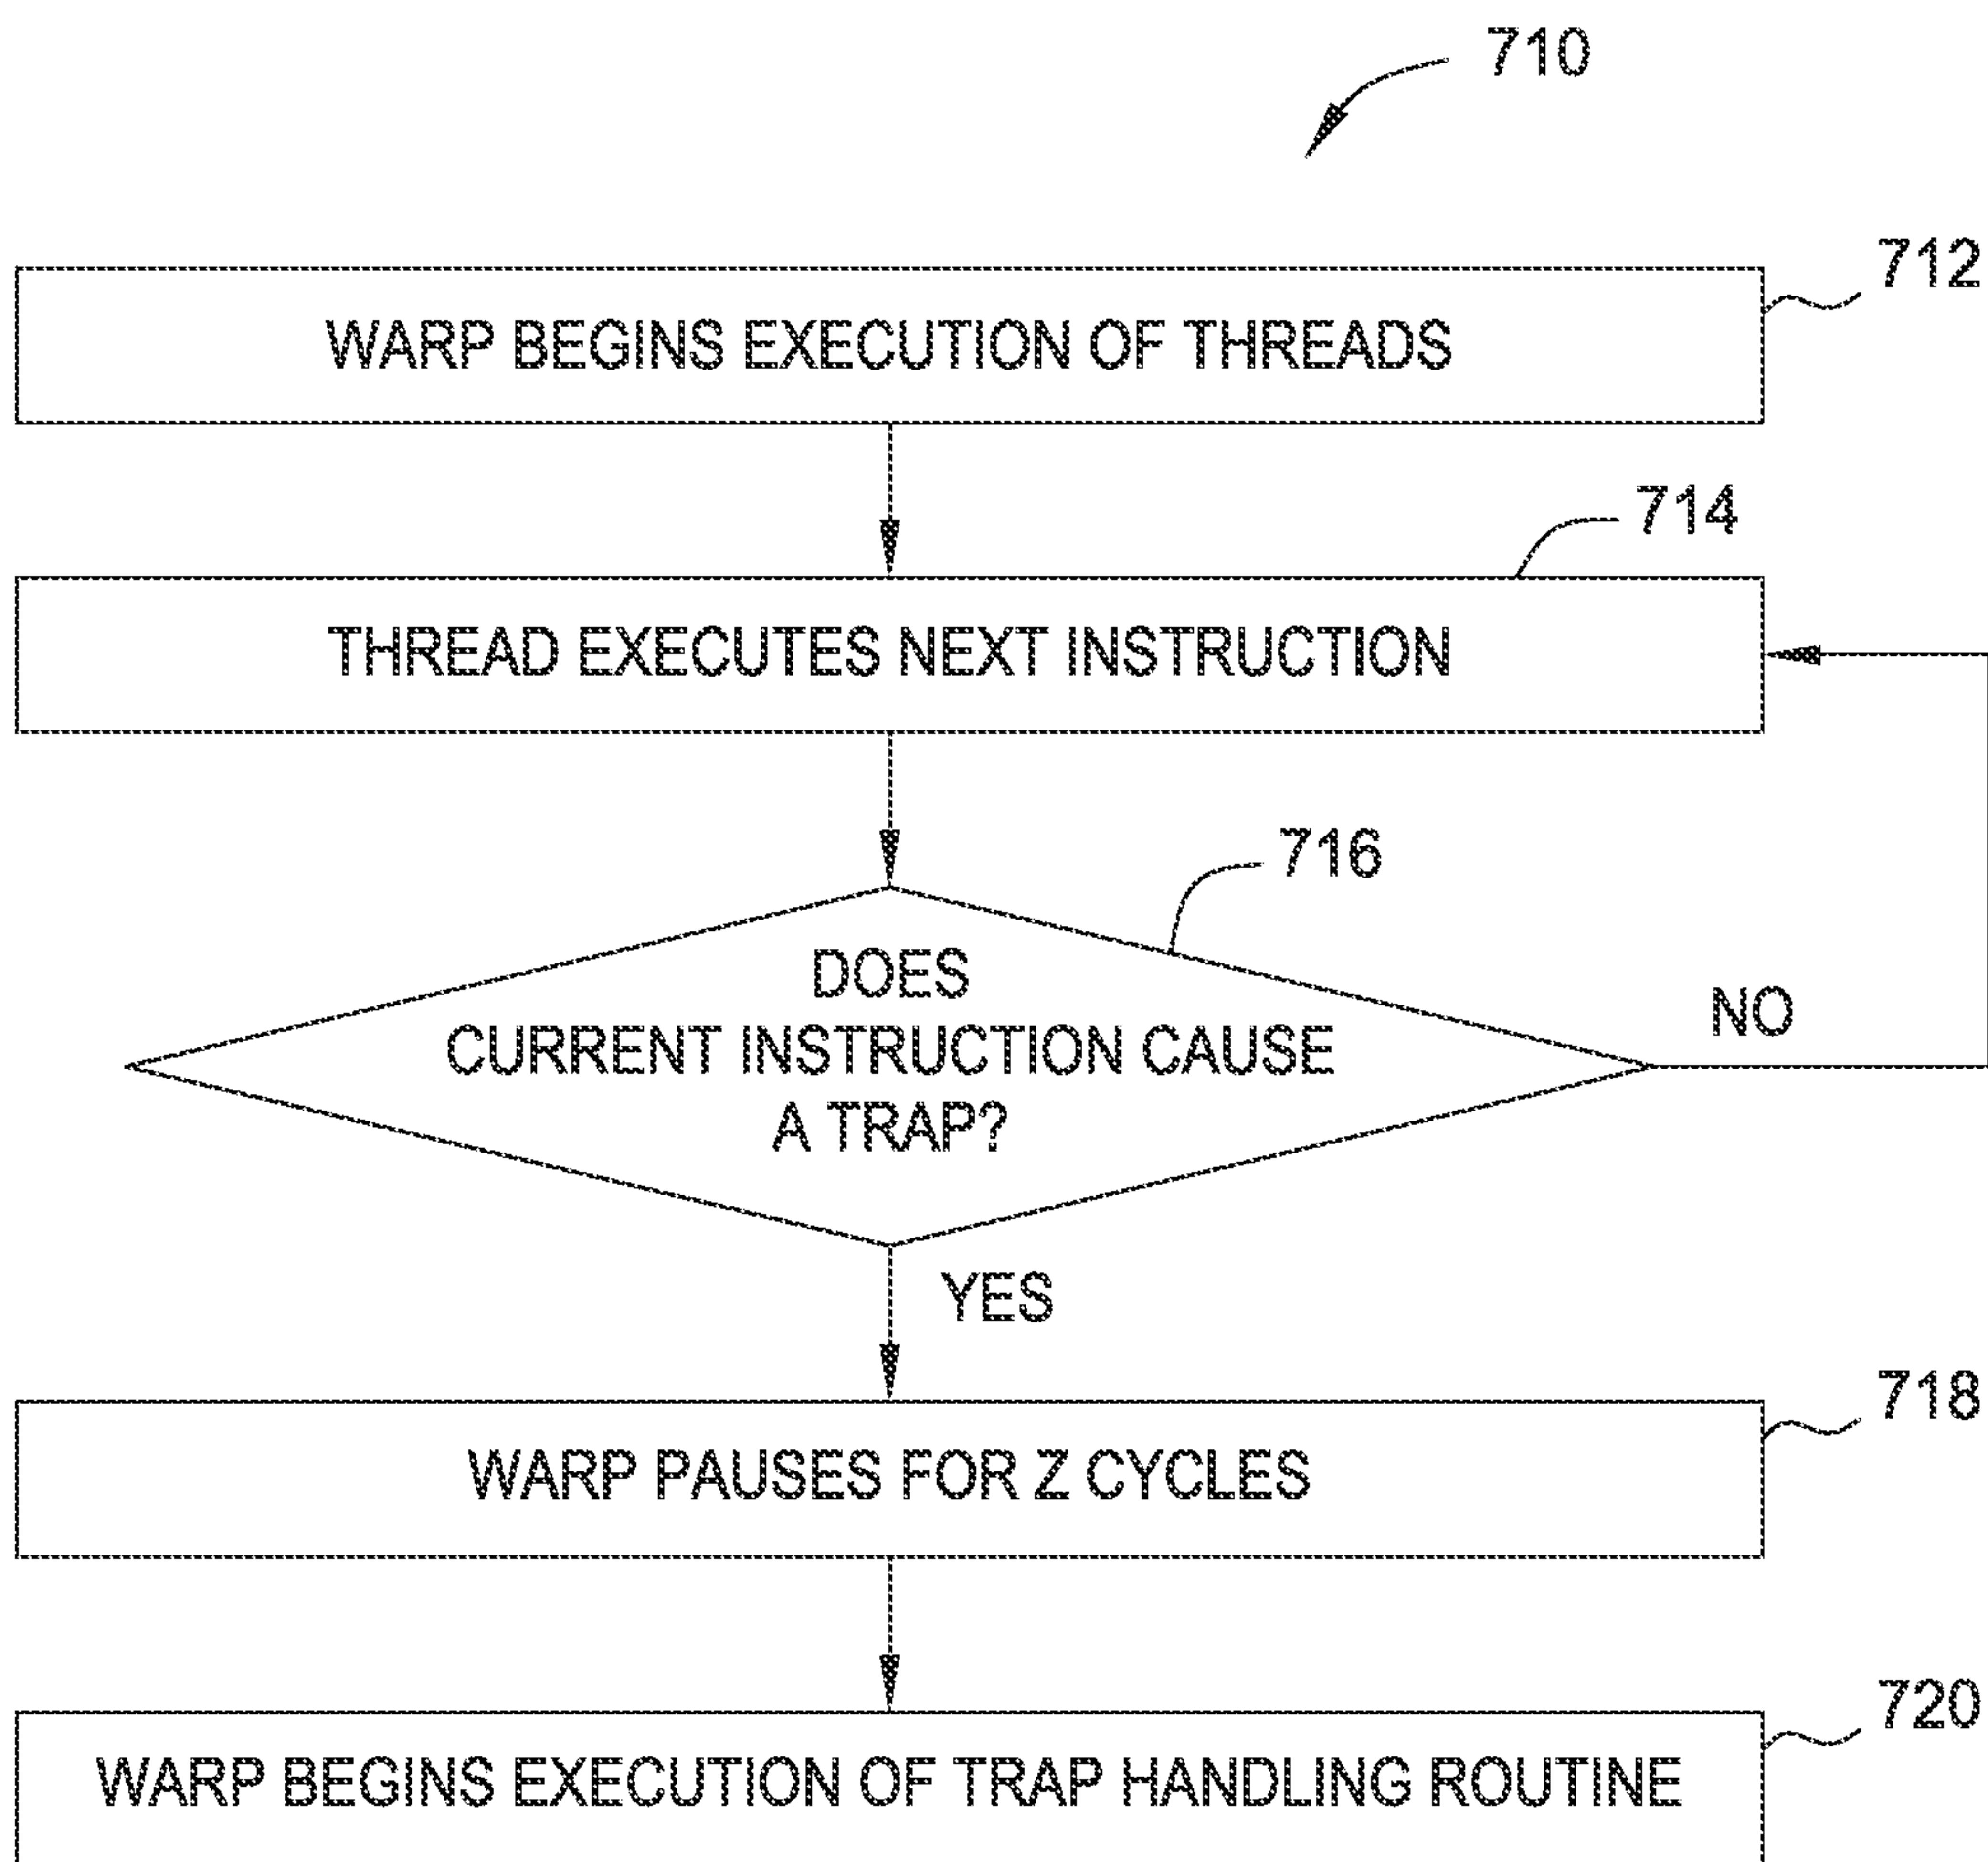 710
712
WARP BEGINS EXECUTION OF THREADS
714
THREAD EXECUTES NEXT INSTRUCTION
716
DOES
CURRENT INSTRUCTION CAUSE
A TRAP?
NO
YES
718
WARP PAUSES FOR Z CYCLES
720
WARP BEGINS EXECUTION OF TRAP HANDLING ROUTINE